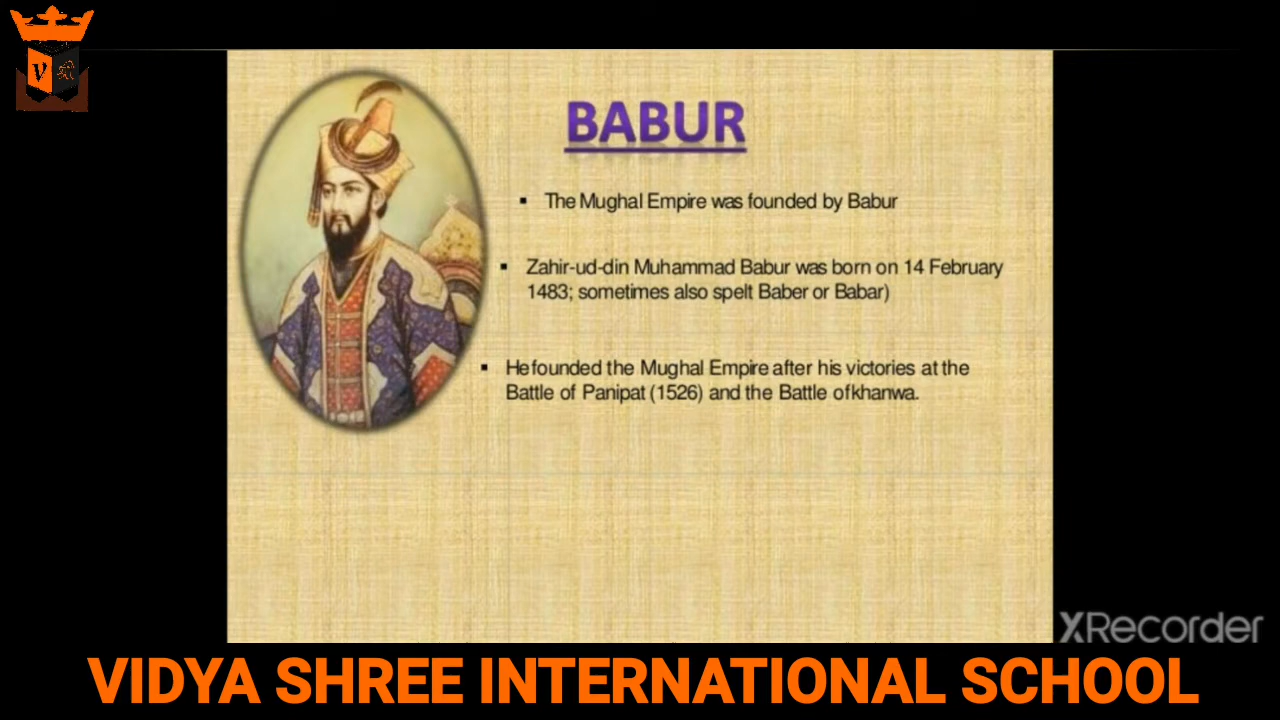 V
BABUR
▪ The Mughal Empire was founded by Babur
▪ Zahir-ud-din Muhammad Babur was born on 14 February
1483; sometimes also spelt Baber or Babar)
▪ He founded the Mughal Empire after his victories at the
Battle of Panipat (1526) and the Battle ofkhanwa.
XRecorder
VIDYA SHREE INTERNATIONAL SCHOOL